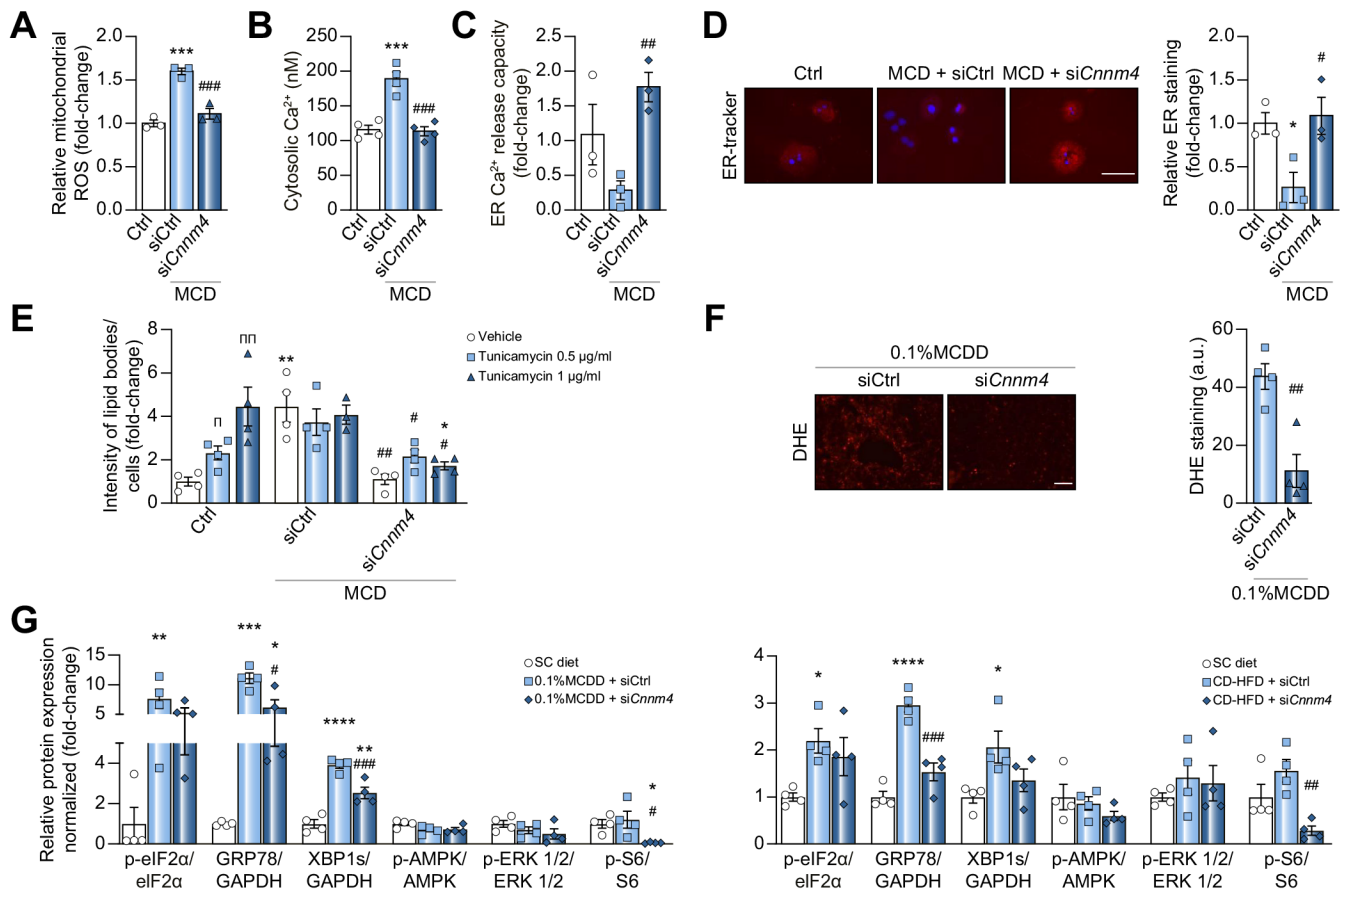 A
Relative mitochondrial
ROS (fold-change)
2.0
1.5
1.0
0.5
0.0
***
###
Ctrl
siCtrl
siCnnm4
MCD
B
Cytosolic Ca²⁺ (nM)
250
200
150
100
50
0
***
###
Ctrl
siCtrl
siCnnm4
MCD
C
ER Ca²⁺ release capacity
(fold-change)
2.5
2.0
1.5
1.0
0.5
0.0
##
Ctrl
siCtrl
siCnnm4
MCD
D
Ctrl
MCD + siCtrl
MCD + siCnnm4
ER-tracker
Relative ER staining
(fold-change)
2.0
1.5
1.0
0.5
0.0
*
#
Ctrl
siCtrl
siCnnm4
MCD
E
Intensity of lipid bodies/
cells (fold-change)
8
6
4
2
0
п
пп
**
##
#
*
#
Vehicle
Tunicamycin 0.5 µg/ml
Tunicamycin 1 µg/ml
Ctrl
siCtrl
siCnnm4
MCD
F
0.1%MCDD
siCtrl
siCnnm4
DHE
DHE staining (a.u.)
60
40
20
0
##
siCtrl
siCnnm4
0.1%MCDD
G
Relative protein expression
normalized (fold-change)
15
10
5
4
2
0
**
***
*
#
****
**
###
*
#
SC diet
0.1%MCDD + siCtrl
0.1%MCDD + siCnnm4
p-eIF2α/
eIF2α
GRP78/
GAPDH
XBP1s/
GAPDH
p-AMPK/
AMPK
p-ERK 1/2/
ERK 1/2
p-S6/
S6
4
3
2
1
0
*
****
###
*
##
SC diet
CD-HFD + siCtrl
CD-HFD + siCnnm4
p-eIF2α/
eIF2α
GRP78/
GAPDH
XBP1s/
GAPDH
p-AMPK/
AMPK
p-ERK 1/2/
ERK 1/2
p-S6/
S6